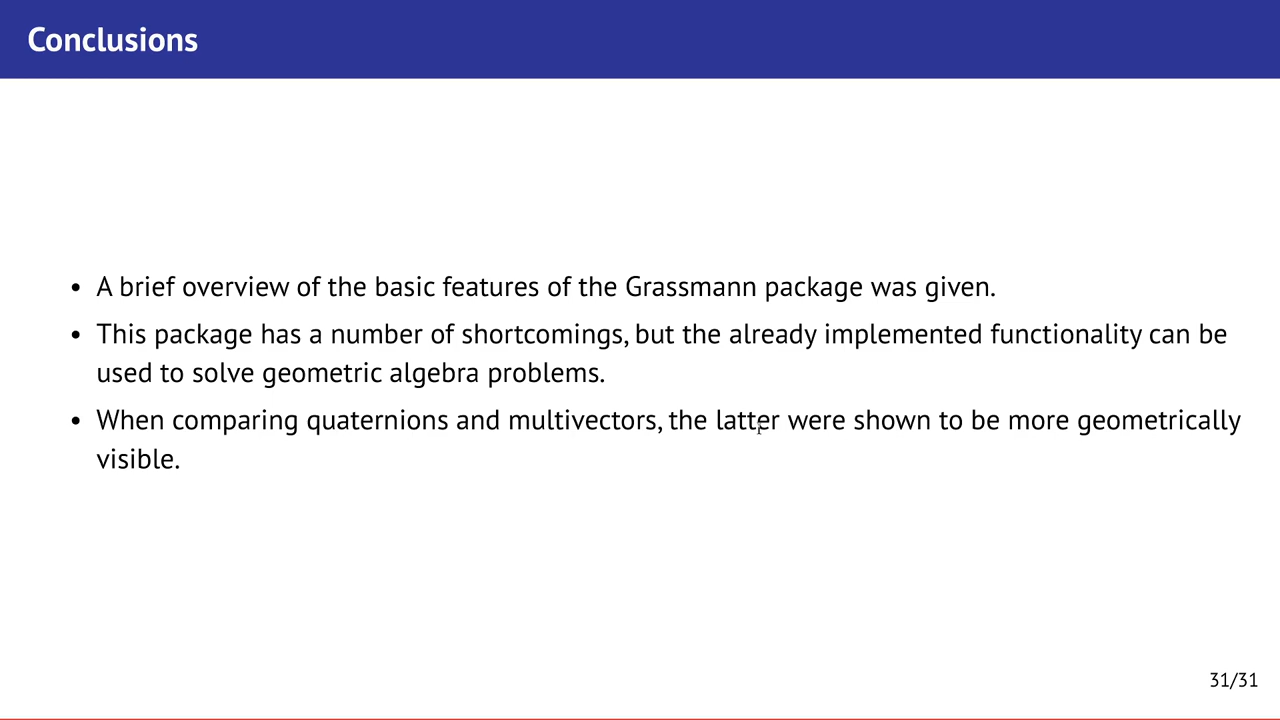 Conclusions
• A brief overview of the basic features of the Grassmann package was given.
• This package has a number of shortcomings, but the already implemented functionality can be
used to solve geometric algebra problems.
• When comparing quaternions and multivectors, the latter were shown to be more geometrically
visible.
31/31